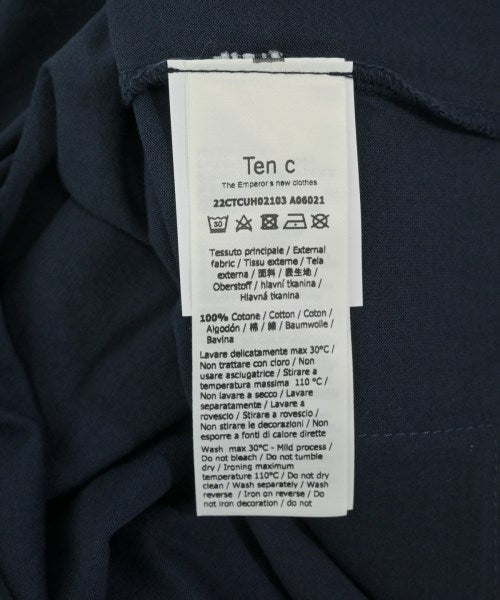 Ten c
The Emperor's new clothes
22CTCUH02103 A06021
30
Tessuto principale / External
fabric / Tissu externe / Tela
externa / 面料 / 表生地 /
Oberstoff / hlavní tkanina /
Hlavná tkanina
100% Cotone / Cotton / Coton /
Algodón / 棉 / 綿 / Baumwolle /
Bavina
Lavare delicatamente max 30°C /
Non trattare con cloro / Non
usare asciugatrice / Stirare a
temperatura massima 110 °C /
Non lavare a secco / Lavare
separatamente / Lavare a
rovescio / Stirare a rovescio /
Non stirare le decorazioni / Non
esporre a fonti di calore dirette
Wash max 30°C - Mild process /
Do not bleach / Do not tumble
dry / Ironing maximum
temperature 110°C / Do not dry
clean / Wash separately / Wash
reverse / Iron on reverse / Do
not iron decoration / do not